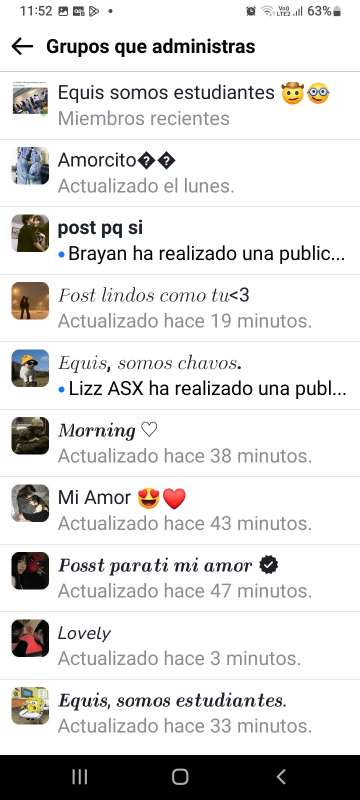 11:52 63%
Grupos que administras
Equis somos estudiantes 🤠🤓
Miembros recientes
Amorcito��
Actualizado el lunes.
post pq si
Brayan ha realizado una public...
Post lindos como tu<3
Actualizado hace 19 minutos.
Equis, somos chavos.
Lizz ASX ha realizado una publ...
Morning ♡
Actualizado hace 38 minutos.
Mi Amor 😍❤️
Actualizado hace 43 minutos.
Posst parati mi amor
Actualizado hace 47 minutos.
Lovely
Actualizado hace 3 minutos.
Equis, somos estudiantes.
Actualizado hace 33 minutos.